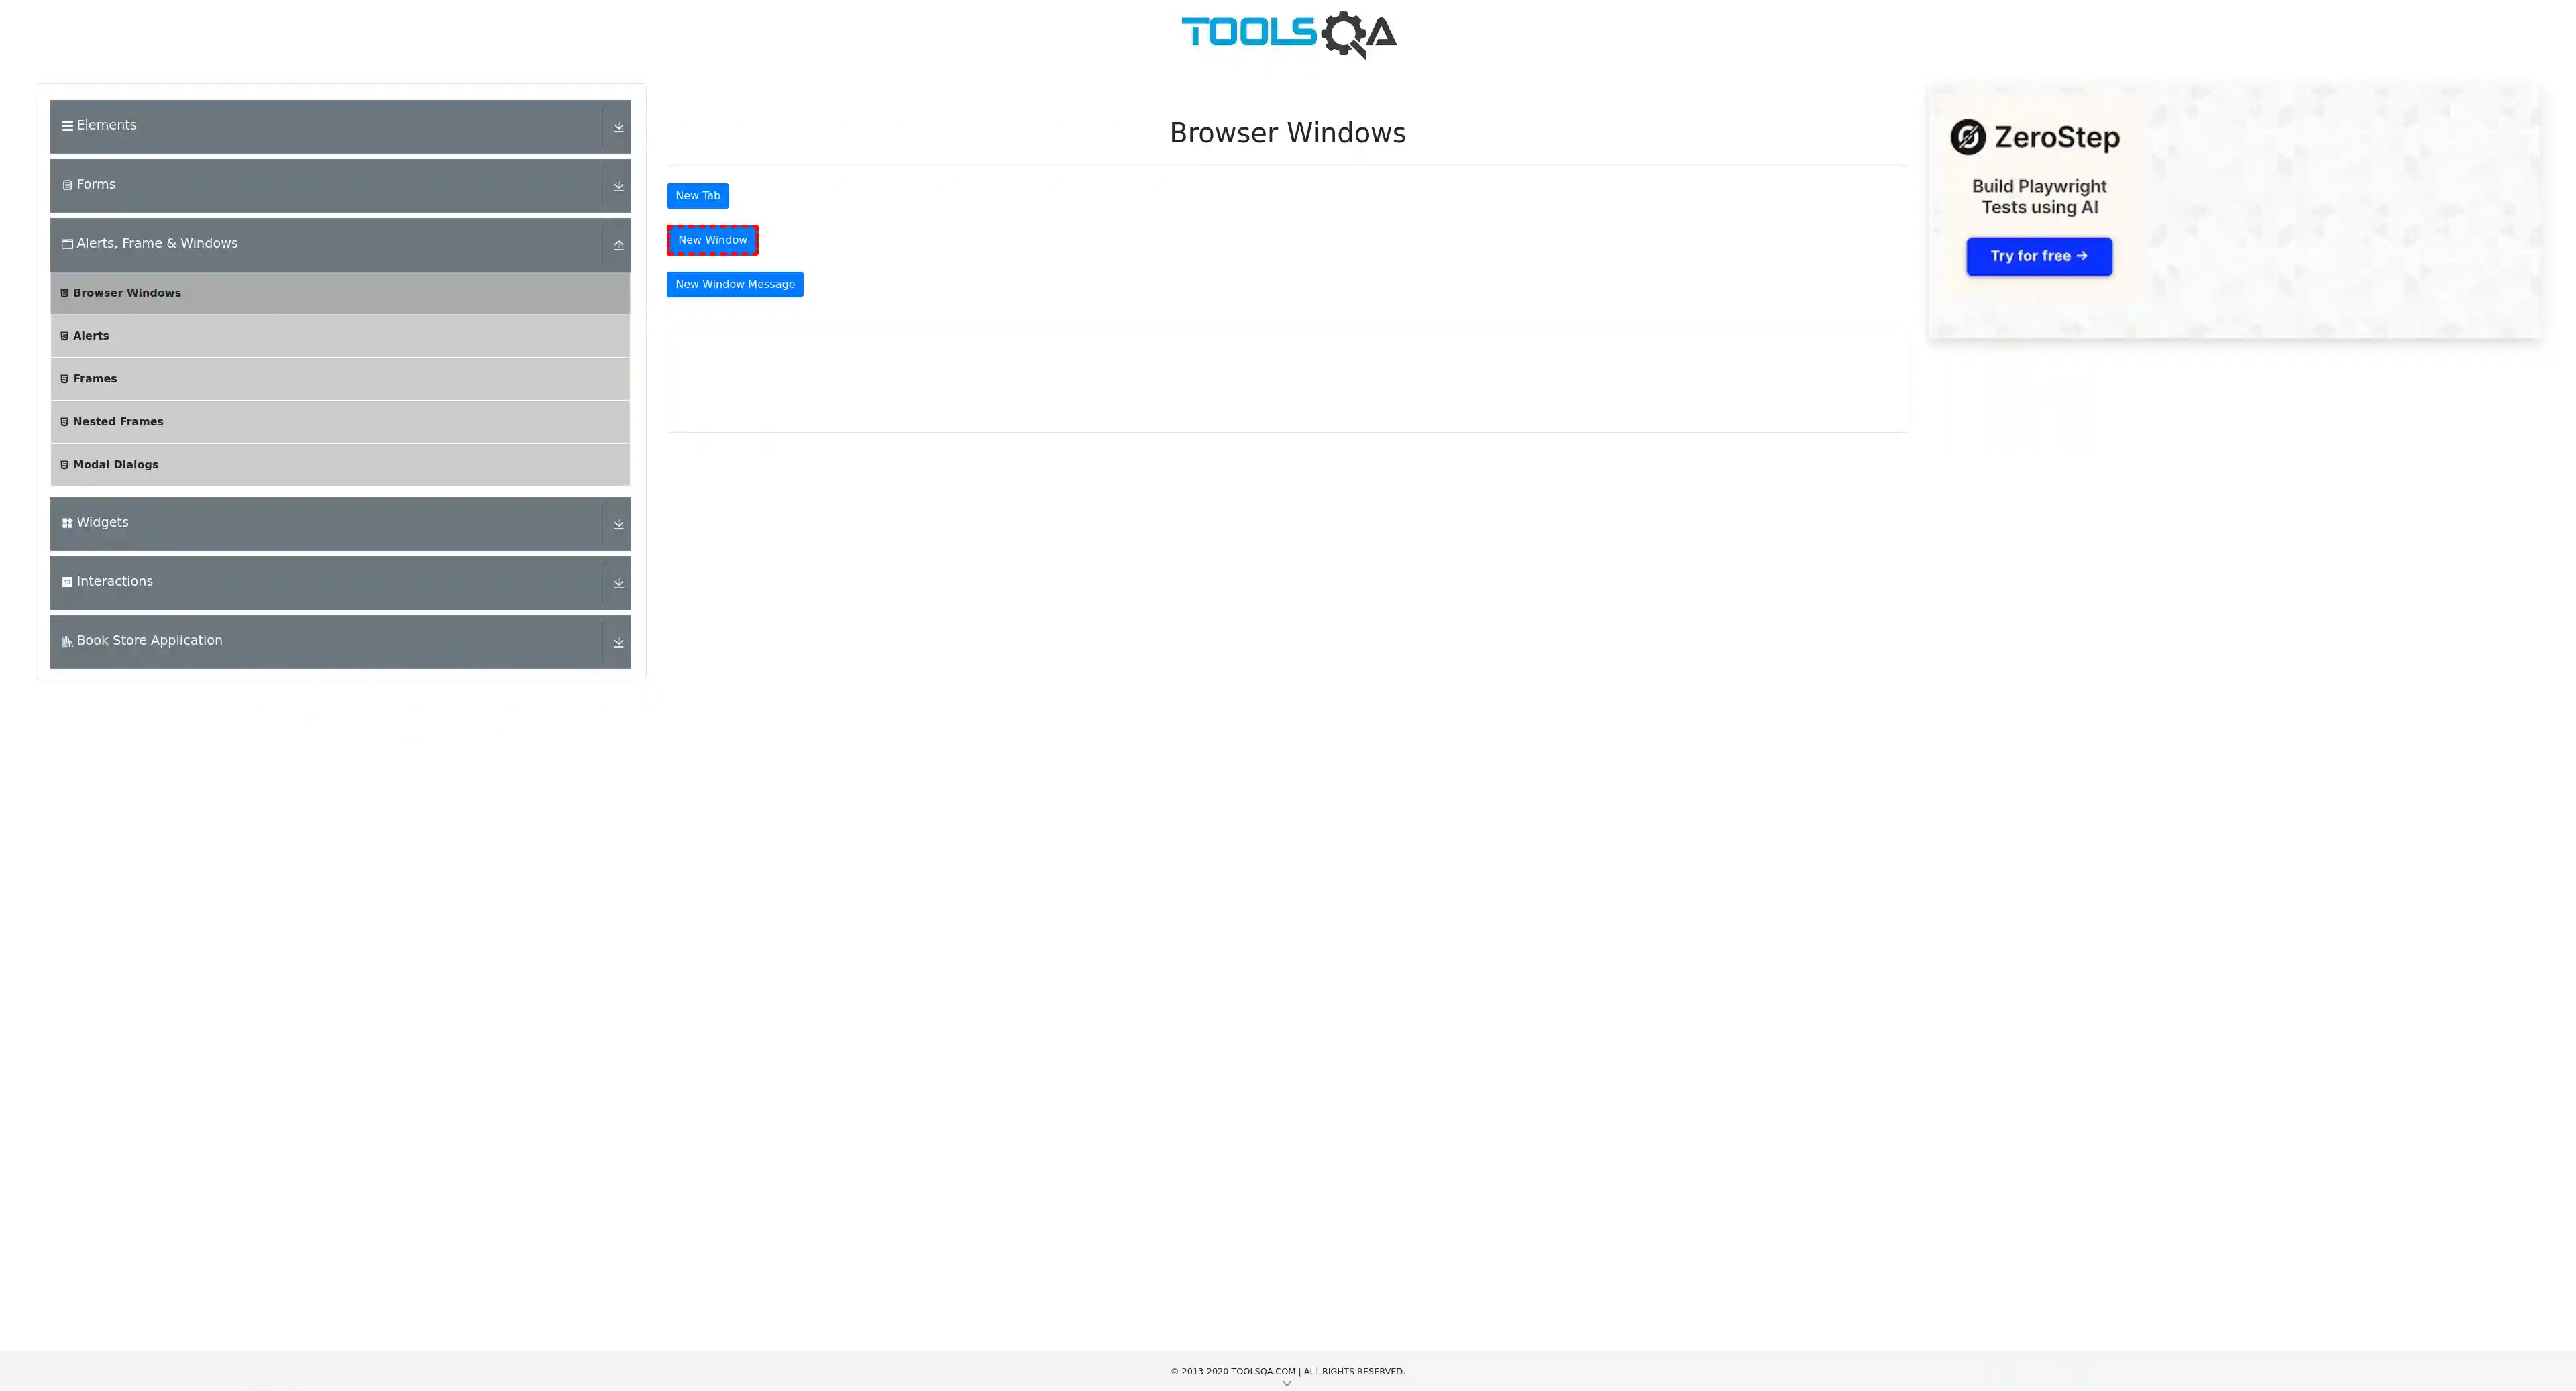 TOOLSQA
Elements
Forms
Alerts, Frame & Windows
Browser Windows
Alerts
Frames
Nested Frames
Modal Dialogs
Widgets
Interactions
Book Store Application
Browser Windows
New Tab
New Window
New Window Message
ZeroStep
Build Playwright
Tests using AI
Try for free →
© 2013-2020 TOOLSQA.COM | ALL RIGHTS RESERVED.